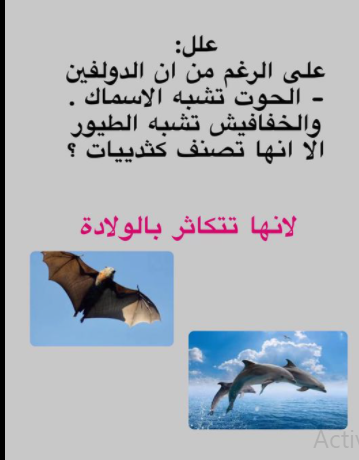 علل:
على الرغم من ان الدولفين
- الحوت تشبه الاسماك .
والخفافيش تشبه الطيور
الا انها تصنف كثدييات ؟
لانها تتكاثر بالولادة
Activ